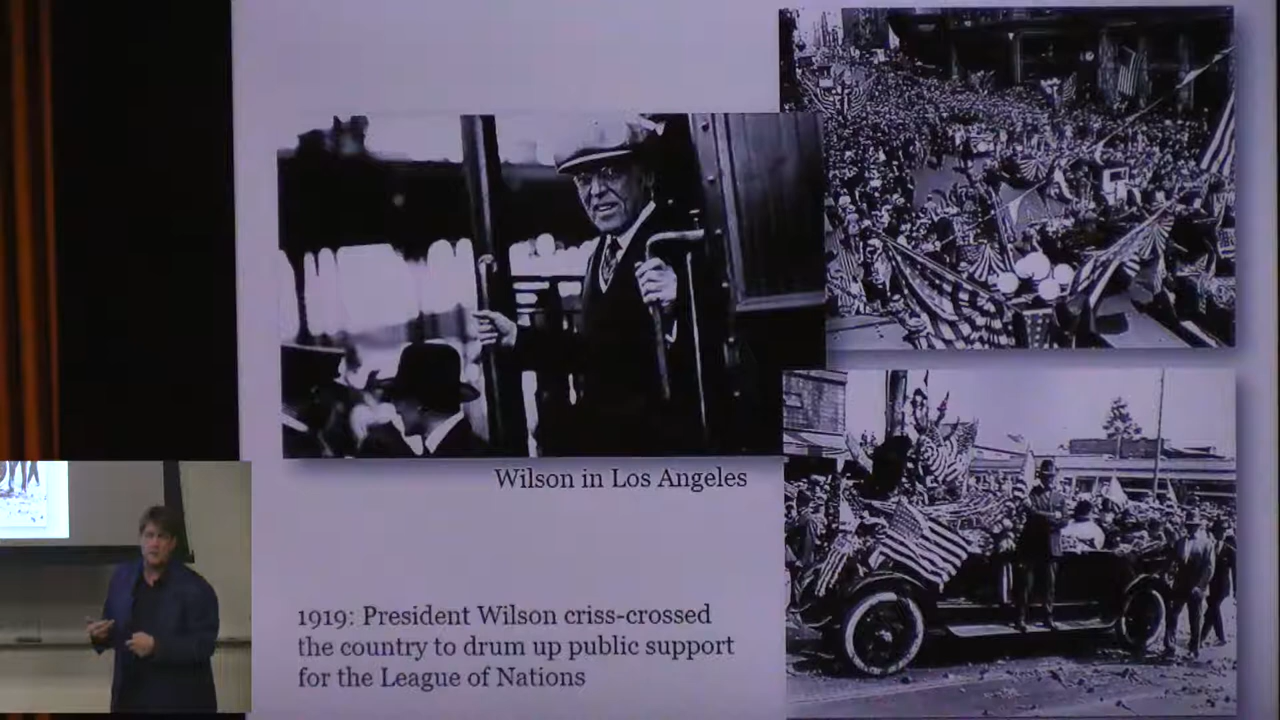 Wilson in Los Angeles
1919: President Wilson criss-crossed
the country to drum up public support
for the League of Nations